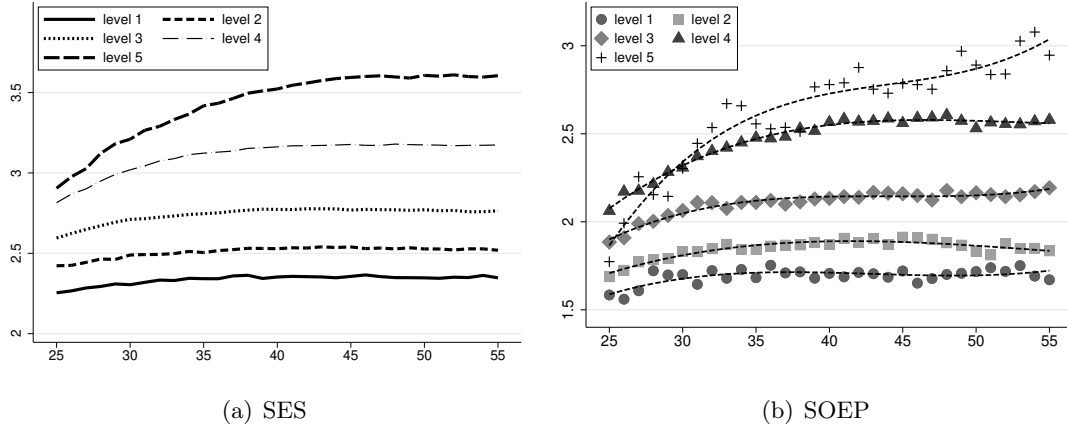 level 1 level 2
level 3 level 4
level 5
3.5
3
2.5
2
25 30 35 40 45 50 55
(a) SES
level 1 level 2
level 3 level 4
level 5
3
2.5
2
1.5
25 30 35 40 45 50 55
(b) SOEP